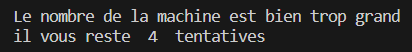 Le nombre de la machine est bien trop grand
il vous reste  4  tentatives